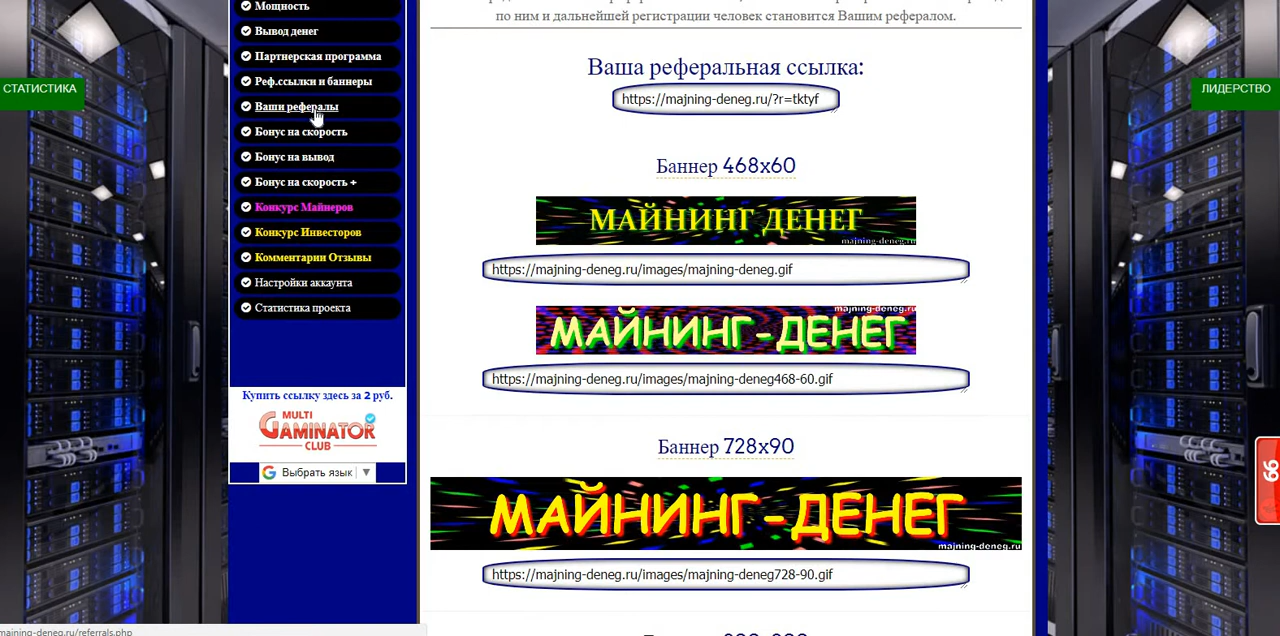 Мощность
Вывод денег
Партнерская программа
Реф.ссылки и баннеры
Ваши рефералы
Бонус на скорость
Бонус на вывод
Бонус на скорость +
Конкурс Майнеров
Конкурс Инвесторов
Комментарии Отзывы
Настройки аккаунта
Статистика проекта
СТАТИСТИКА
Купить ссылку здесь за 2 руб.
MULTI
GAMINATOR
CLUB
G Выбрать язык ▼
по ним и дальнейшей регистрации человек становится Вашим рефералом.
Ваша реферальная ссылка:
https://majning-deneg.ru/?r=tktyf
Баннер 468x60
МАЙНИНГ ДЕНЕГ
majning-deneg.ru
https://majning-deneg.ru/images/majning-deneg.gif
majning-deneg.ru
МАЙНИНГ-ДЕНЕГ
https://majning-deneg.ru/images/majning-deneg468-60.gif
Баннер 728x90
МАЙНИНГ-ДЕНЕГ
majning-deneg.ru
https://majning-deneg.ru/images/majning-deneg728-90.gif
ЛИДЕРСТВО
66
majning-deneg.ru/referrals.php